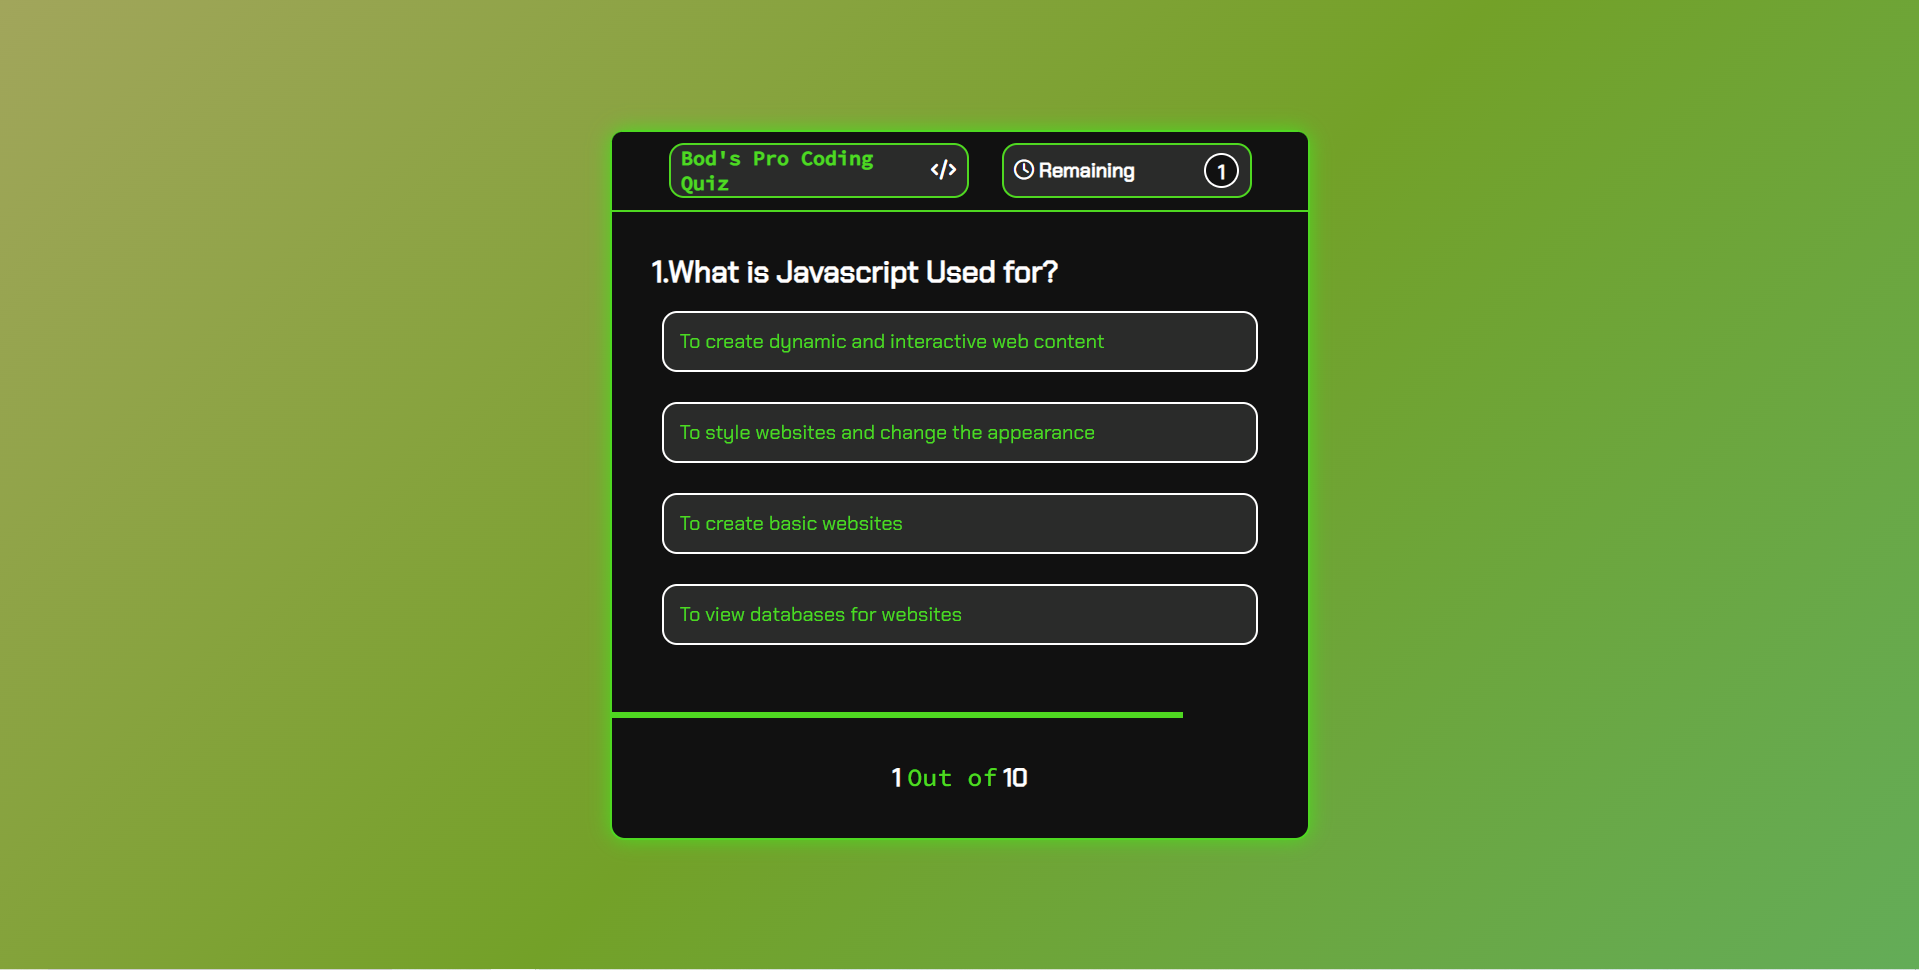 Bod's Pro Coding
Quiz
</>
Remaining
1
1.What is Javascript Used for?
To create dynamic and interactive web content
To style websites and change the appearance
To create basic websites
To view databases for websites
1 Out of 10